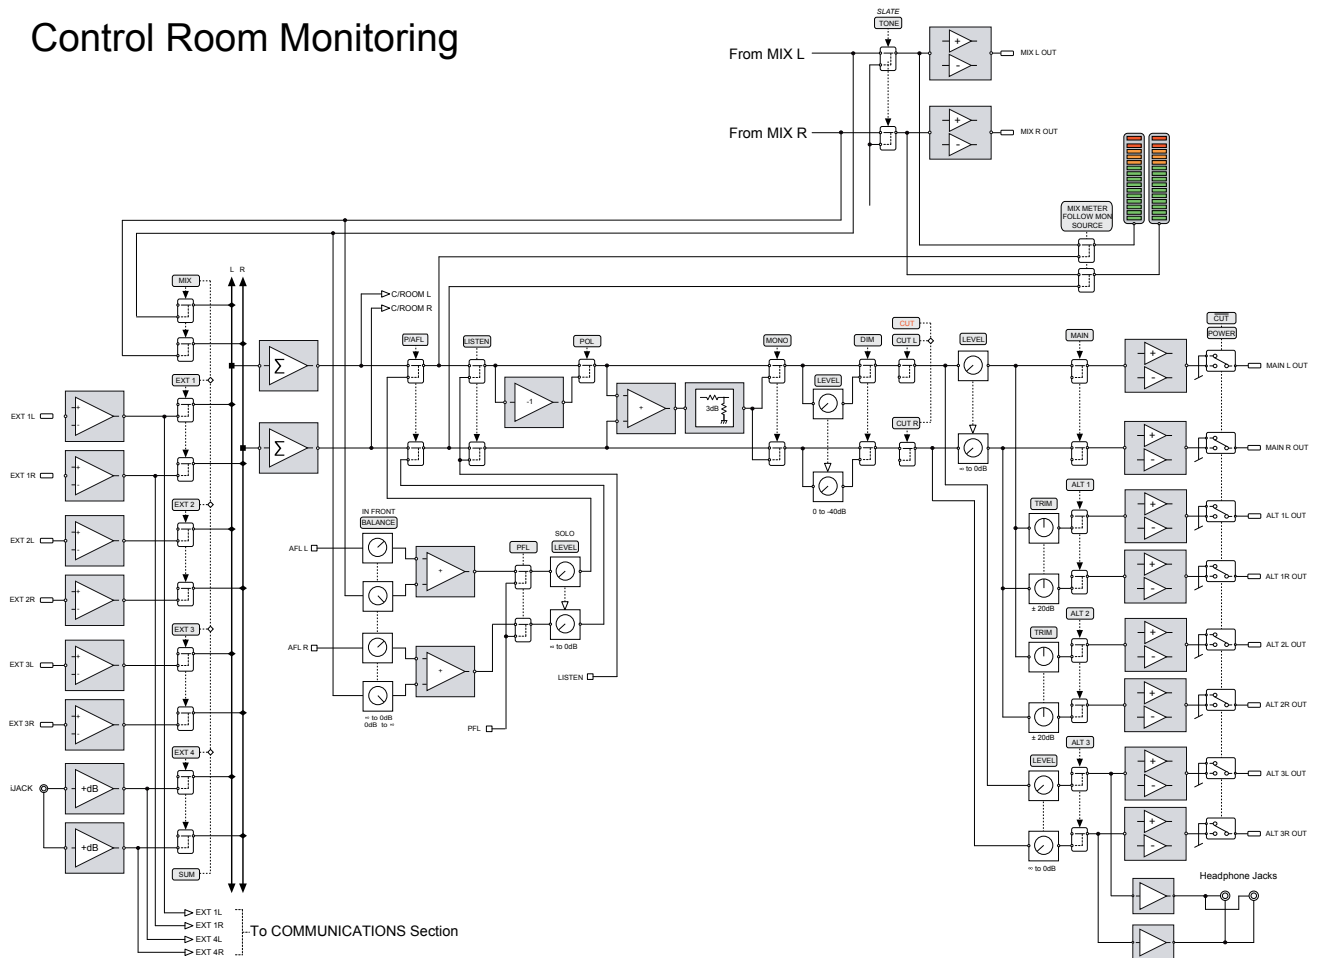 Control Room Monitoring
SLATE
TONE
From MIX L
+
-
MIX L OUT
From MIX R
+
-
MIX R OUT
MIX METER
FOLLOW MON
SOURCE
L R
MIX
C/ROOM L
C/ROOM R
P/AFL
LISTEN
POL
MONO
DIM
CUT
CUT L
LEVEL
MAIN
CUT
POWER
Σ
-1
+
3dB
LEVEL
+
-
MAIN L OUT
EXT 1
EXT 1L
+
-
Σ
CUT R
+
-
MAIN R OUT
∞ to 0dB
EXT 1R
+
-
0 to -40dB
EXT 2
ALT 1
TRIM
+
-
ALT 1L OUT
IN FRONT
BALANCE
SOLO
LEVEL
PFL
EXT 2L
+
-
AFL L
+
+
-
ALT 1R OUT
± 20dB
EXT 2R
+
-
ALT 2
EXT 3
TRIM
+
-
ALT 2L OUT
AFL R
+
∞ to 0dB
EXT 3L
+
-
LISTEN
+
-
ALT 2R OUT
± 20dB
EXT 3R
+
-
∞ to 0dB
0dB to ∞
PFL
EXT 4
ALT 3
LEVEL
+
-
ALT 3L OUT
iJACK
+dB
+
-
ALT 3R OUT
+dB
∞ to 0dB
SUM
Headphone Jacks
EXT 1L
EXT 1R
EXT 4L
EXT 4R
To COMMUNICATIONS Section